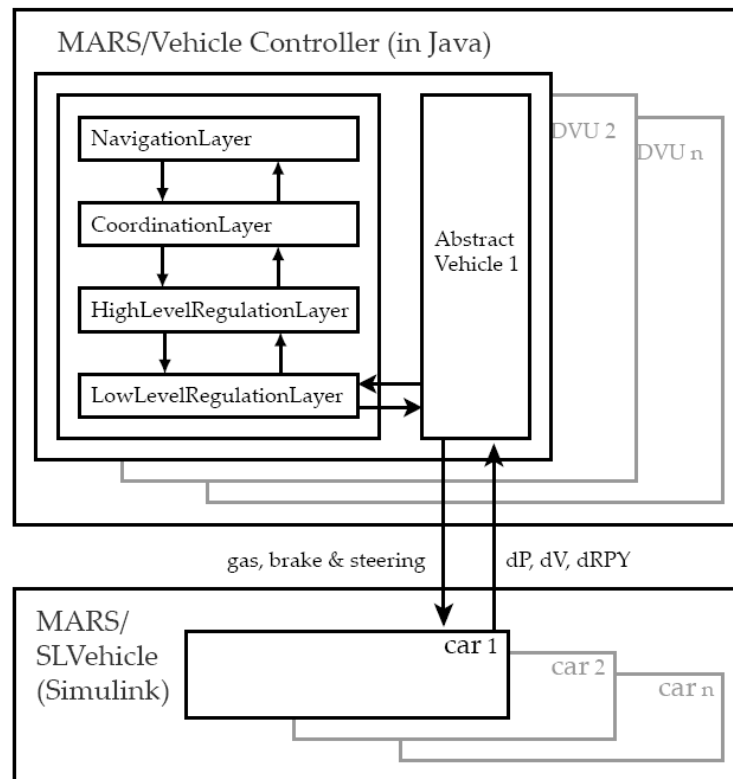 MARS/Vehicle Controller (in Java)
DVU 2
DVU n
NavigationLayer
CoordinationLayer
HighLevelRegulationLayer
LowLevelRegulationLayer
Abstract
Vehicle 1
gas, brake & steering
dP, dV, dRPY
MARS/
SLVehicle
(Simulink)
car 1
car 2
car n